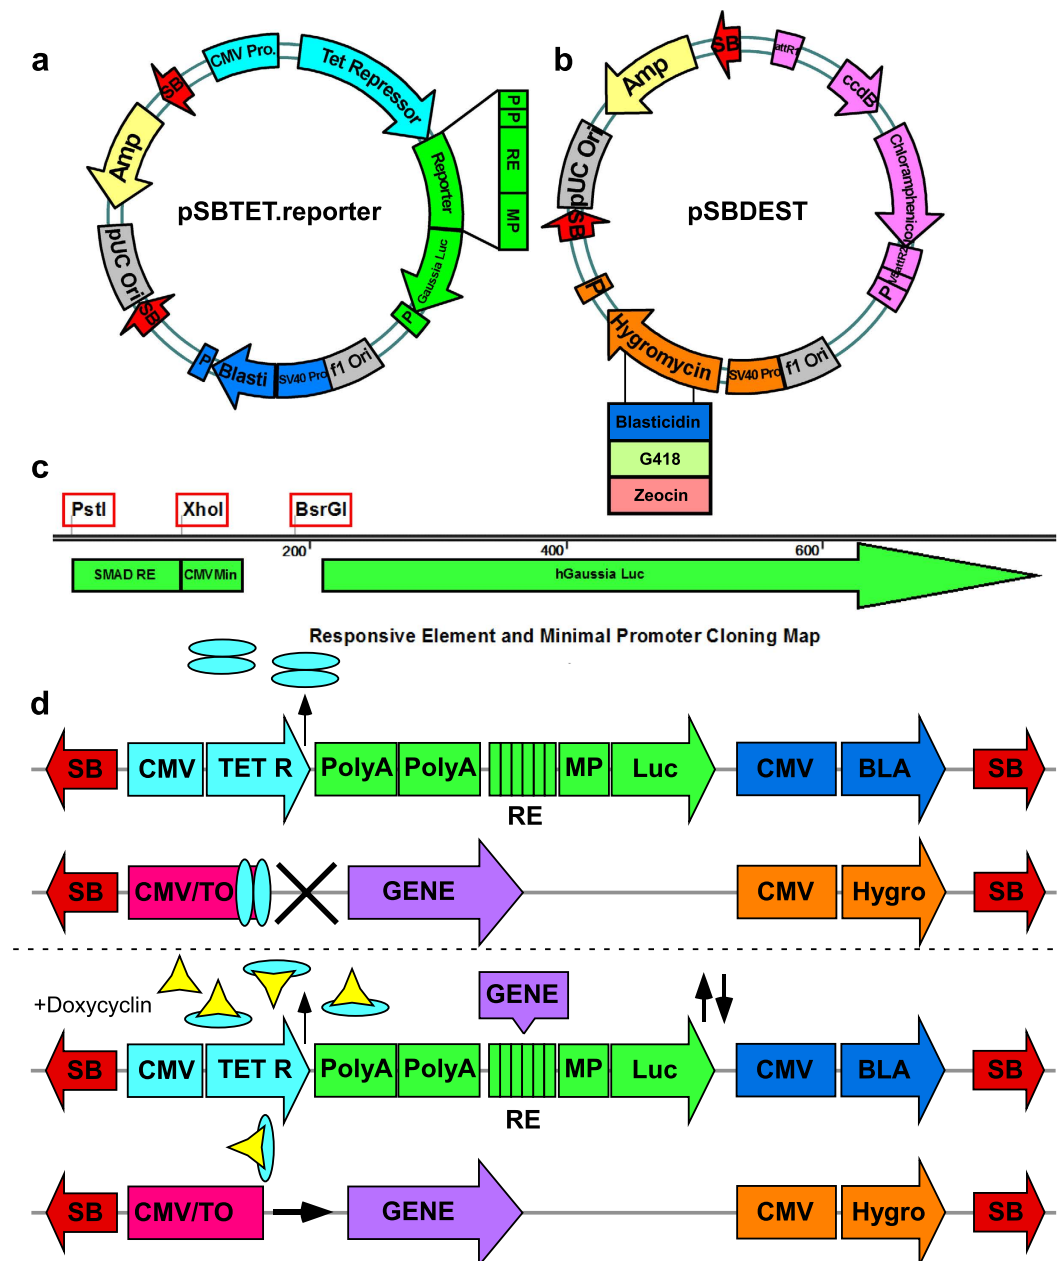 a
CMV Pro.
Tet Repressor
SB
Amp
pUC Ori
SB
P
Blasti
SV40 Pro
f1 Ori
P
Gaussia Luc
Reporter
P
P
RE
MP
pSBTET.reporter
b
SB
attR1
ccdB
Chloramphenicol
attR2
V5
P
f1 Ori
SV40 Pro
Hygromycin
P
SB
pUC Ori
Amp
pSBDEST
Blasticidin
G418
Zeocin
c
PstI XhoI BsrGI
200 400 600
SMAD RE CMVMin hGaussia Luc
Responsive Element and Minimal Promoter Cloning Map
d
SB CMV TET R PolyA PolyA MP Luc CMV BLA SB
RE
SB CMV/TO GENE CMV Hygro SB
+Doxycyclin
GENE
SB CMV TET R PolyA PolyA MP Luc CMV BLA SB
RE
SB CMV/TO GENE CMV Hygro SB